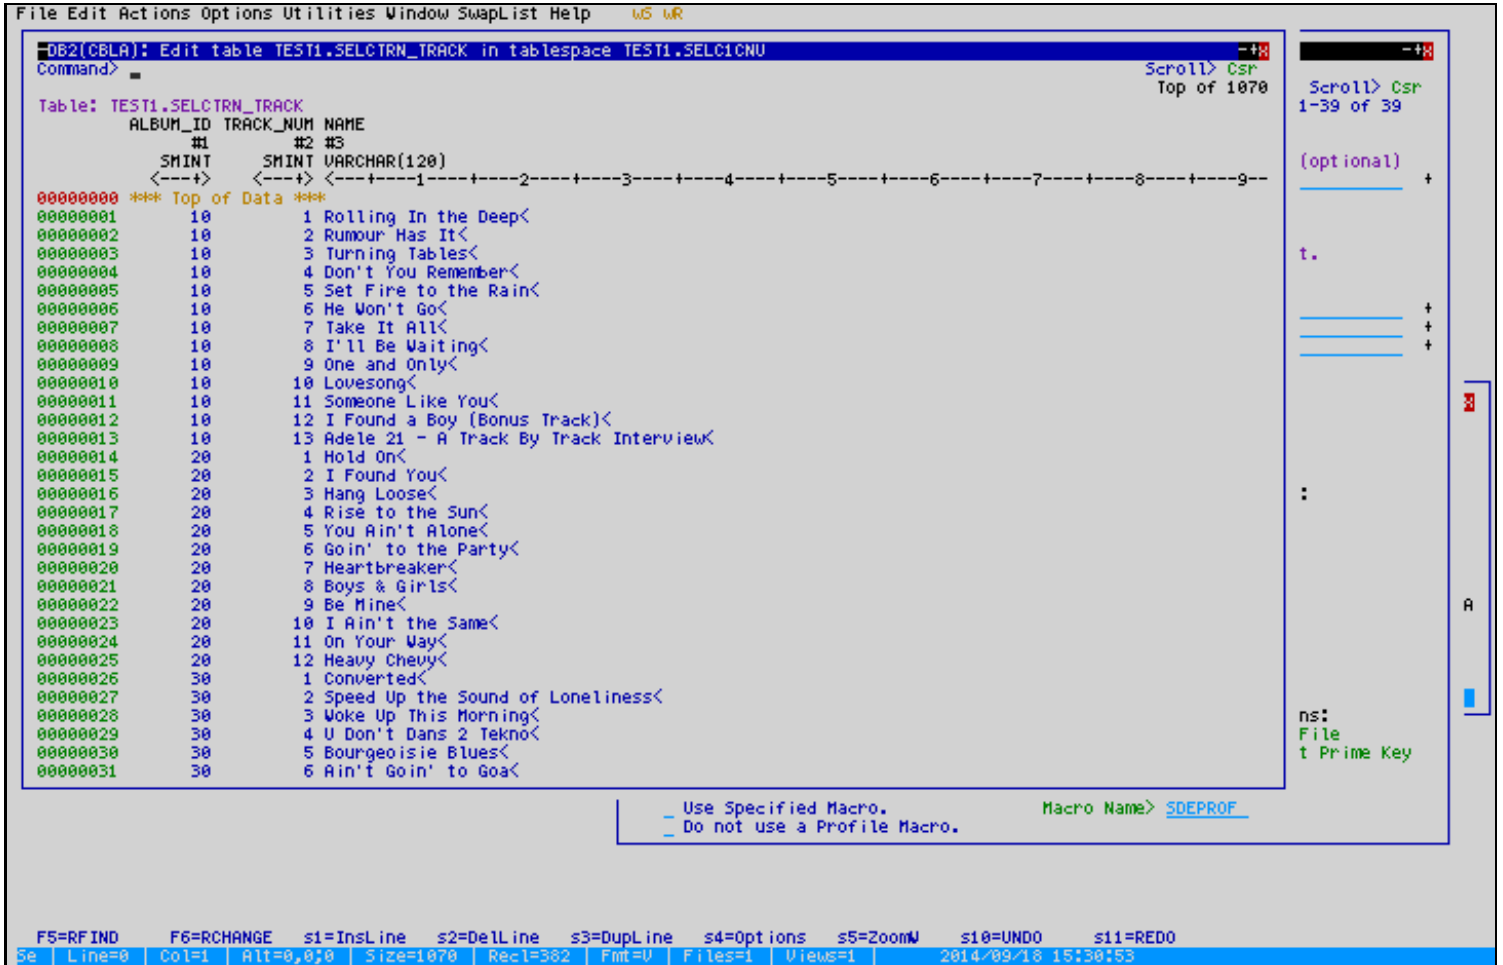 File Edit Actions Options Utilities Window SwapList Help wS wR
DB2(CBLA): Edit table TEST1.SELCTRN_TRACK in tablespace TEST1.SELC1CNU -+x -+x
Command> _ Scroll> Csr
Top of 1070 Scroll> Csr
Table: TEST1.SELCTRN_TRACK 1-39 of 39
ALBUM_ID TRACK_NUM NAME
#1 #2 #3
SMINT SMINT VARCHAR(120) (optional)
<---+> <---+> <---+----1----+----2----+----3----+----4----+----5----+----6----+----7----+----8----+----9-- +
00000000 *** Top of Data ***
00000001 10 1 Rolling In the Deep<
00000002 10 2 Rumour Has It<
00000003 10 3 Turning Tables< t.
00000004 10 4 Don't You Remember<
00000005 10 5 Set Fire to the Rain<
00000006 10 6 He Won't Go< +
00000007 10 7 Take It All< +
00000008 10 8 I'll Be Waiting< +
00000009 10 9 One and Only<
00000010 10 10 Lovesong<
00000011 10 11 Someone Like You< x
00000012 10 12 I Found a Boy (Bonus Track)<
00000013 10 13 Adele 21 - A Track By Track Interview<
00000014 20 1 Hold On<
00000015 20 2 I Found You<
00000016 20 3 Hang Loose< :
00000017 20 4 Rise to the Sun<
00000018 20 5 You Ain't Alone<
00000019 20 6 Goin' to the Party<
00000020 20 7 Heartbreaker<
00000021 20 8 Boys & Girls<
00000022 20 9 Be Mine< A
00000023 20 10 I Ain't the Same<
00000024 20 11 On Your Way<
00000025 20 12 Heavy Chevy<
00000026 30 1 Converted<
00000027 30 2 Speed Up the Sound of Loneliness<
00000028 30 3 Woke Up This Morning< ns:
00000029 30 4 U Don't Dans 2 Tekno< File
00000030 30 5 Bourgeoisie Blues< t Prime Key
00000031 30 6 Ain't Goin' to Goa<
_ Use Specified Macro. Macro Name> SDEPROF
_ Do not use a Profile Macro.
F5=RFIND F6=RCHANGE s1=InsLine s2=DelLine s3=DupLine s4=Options s5=ZoomW s10=UNDO s11=REDO
Se | Line=0 | Col=1 | Alt=0,0;0 | Size=1070 | Recl=382 | Fmt=V | Files=1 | Views=1 | 2014/09/18 15:30:53